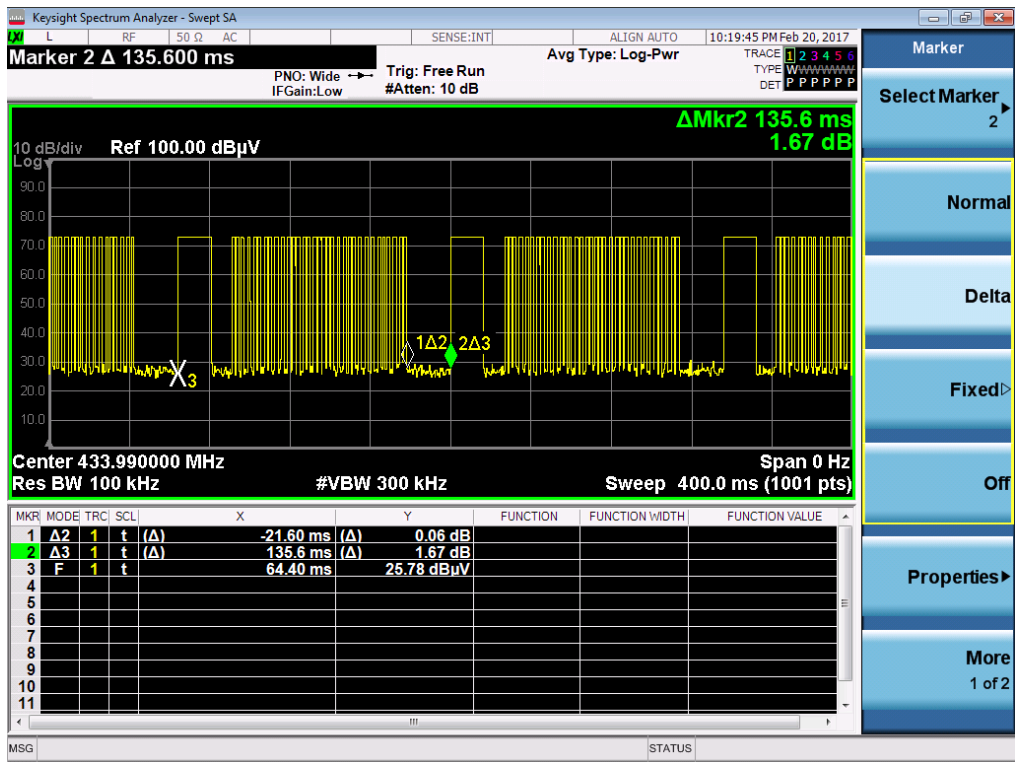 Keysight Spectrum Analyzer - Swept SA
LXI L RF 50 Ω AC SENSE:INT ALIGN AUTO 10:19:45 PM Feb 20, 2017
Marker 2 Δ 135.600 ms
PNO: Wide
IFGain:Low
Trig: Free Run
#Atten: 10 dB
Avg Type: Log-Pwr
TRACE 1 2 3 4 5 6
TYPE W W W W W W
DET P P P P P P
ΔMkr2 135.6 ms
1.67 dB
10 dB/div Ref 100.00 dBµV
Log
90.0
80.0
70.0
60.0
50.0
40.0
30.0
20.0
10.0
1Δ2 2Δ3
3
Center 433.990000 MHz Span 0 Hz
Res BW 100 kHz #VBW 300 kHz Sweep 400.0 ms (1001 pts)
MKR MODE TRC SCL X Y FUNCTION FUNCTION WIDTH FUNCTION VALUE
1 Δ2 1 t (Δ) -21.60 ms (Δ) 0.06 dB
2 Δ3 1 t (Δ) 135.6 ms (Δ) 1.67 dB
3 F 1 t 64.40 ms 25.78 dBµV
4
5
6
7
8
9
10
11
MSG STATUS
Marker
Select Marker
2
Normal
Delta
Fixed
Off
Properties
More
1 of 2